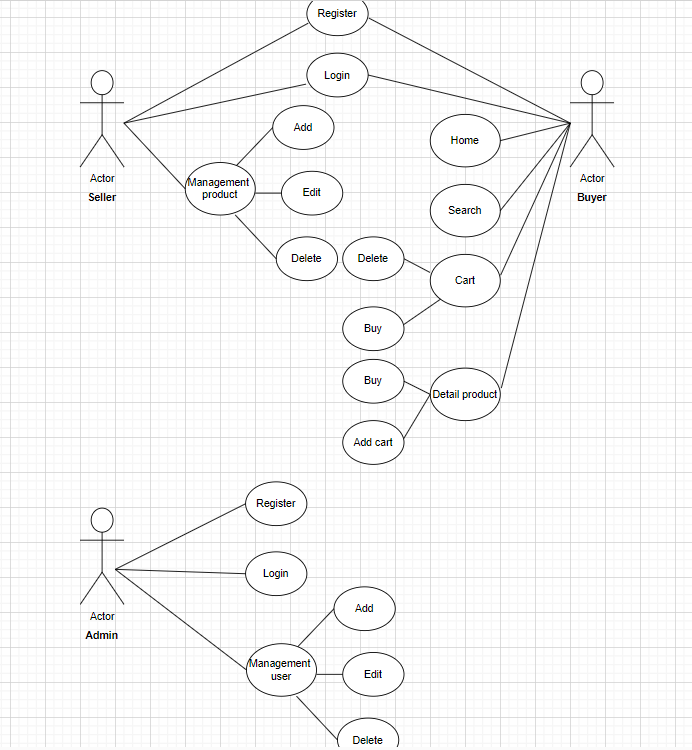 Register
Login
Add
Home
Actor
Seller
Management
product
Edit
Actor
Buyer
Search
Delete
Delete
Cart
Buy
Buy
Detail product
Add cart
Register
Login
Actor
Admin
Add
Management
user
Edit
Delete